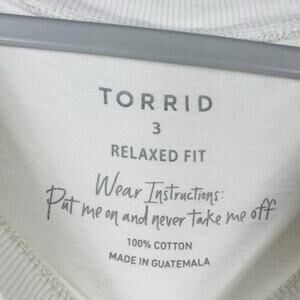 TORRID
3
RELAXED FIT
Wear Instructions:
Put me on and never take me off
100% COTTON
MADE IN GUATEMALA